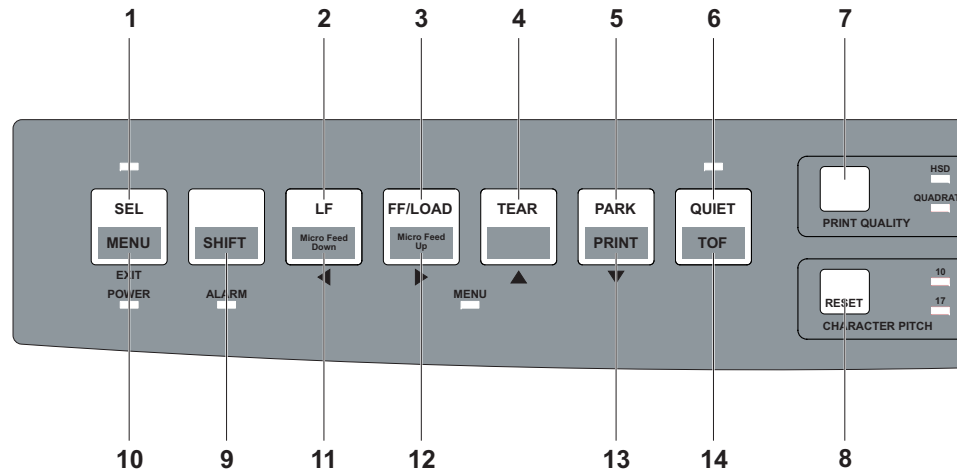 1 2 3 4 5 6 7
HSD
QUADRAT
SEL LF FF/LOAD TEAR PARK QUIET
PRINT QUALITY
MENU SHIFT Micro Feed Down Micro Feed Up PRINT TOF
EXIT
POWER ALARM MENU
10
RESET 17
CHARACTER PITCH
10 9 11 12 13 14 8